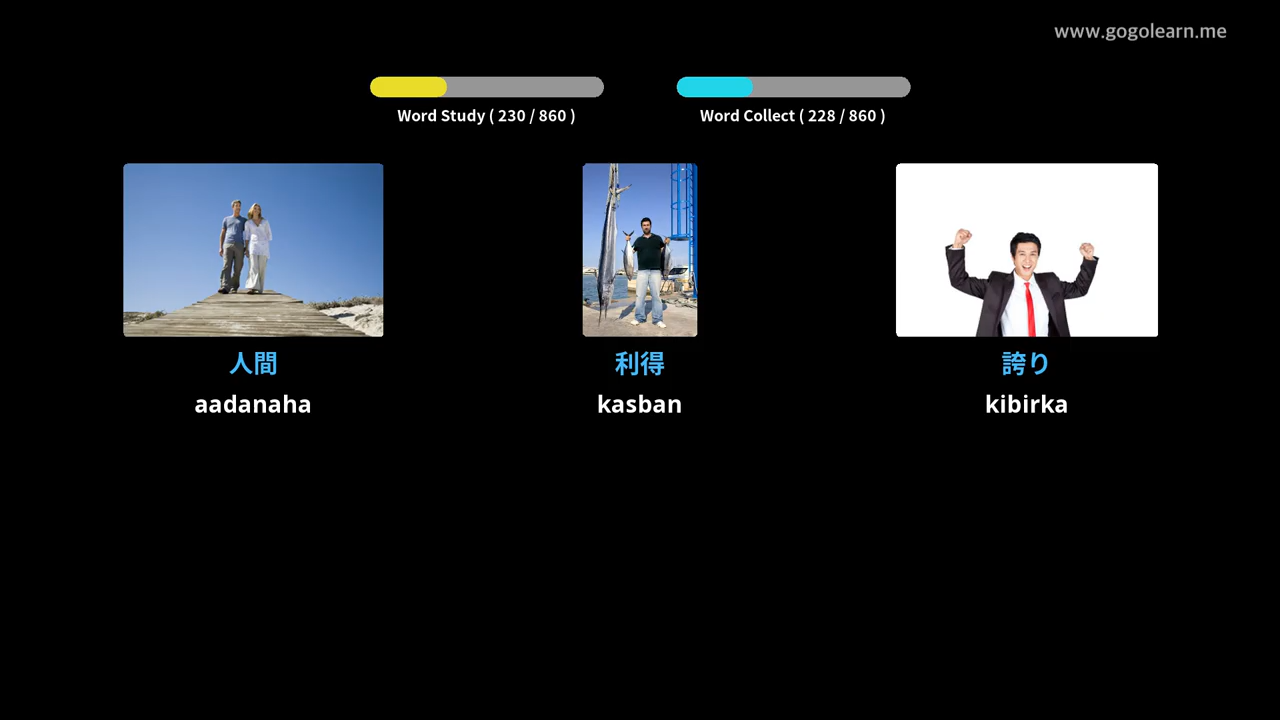 www.gogolearn.me
Word Study ( 230 / 860 )
Word Collect ( 228 / 860 )
人間
利得
誇り
aadanaha
kasban
kibirka